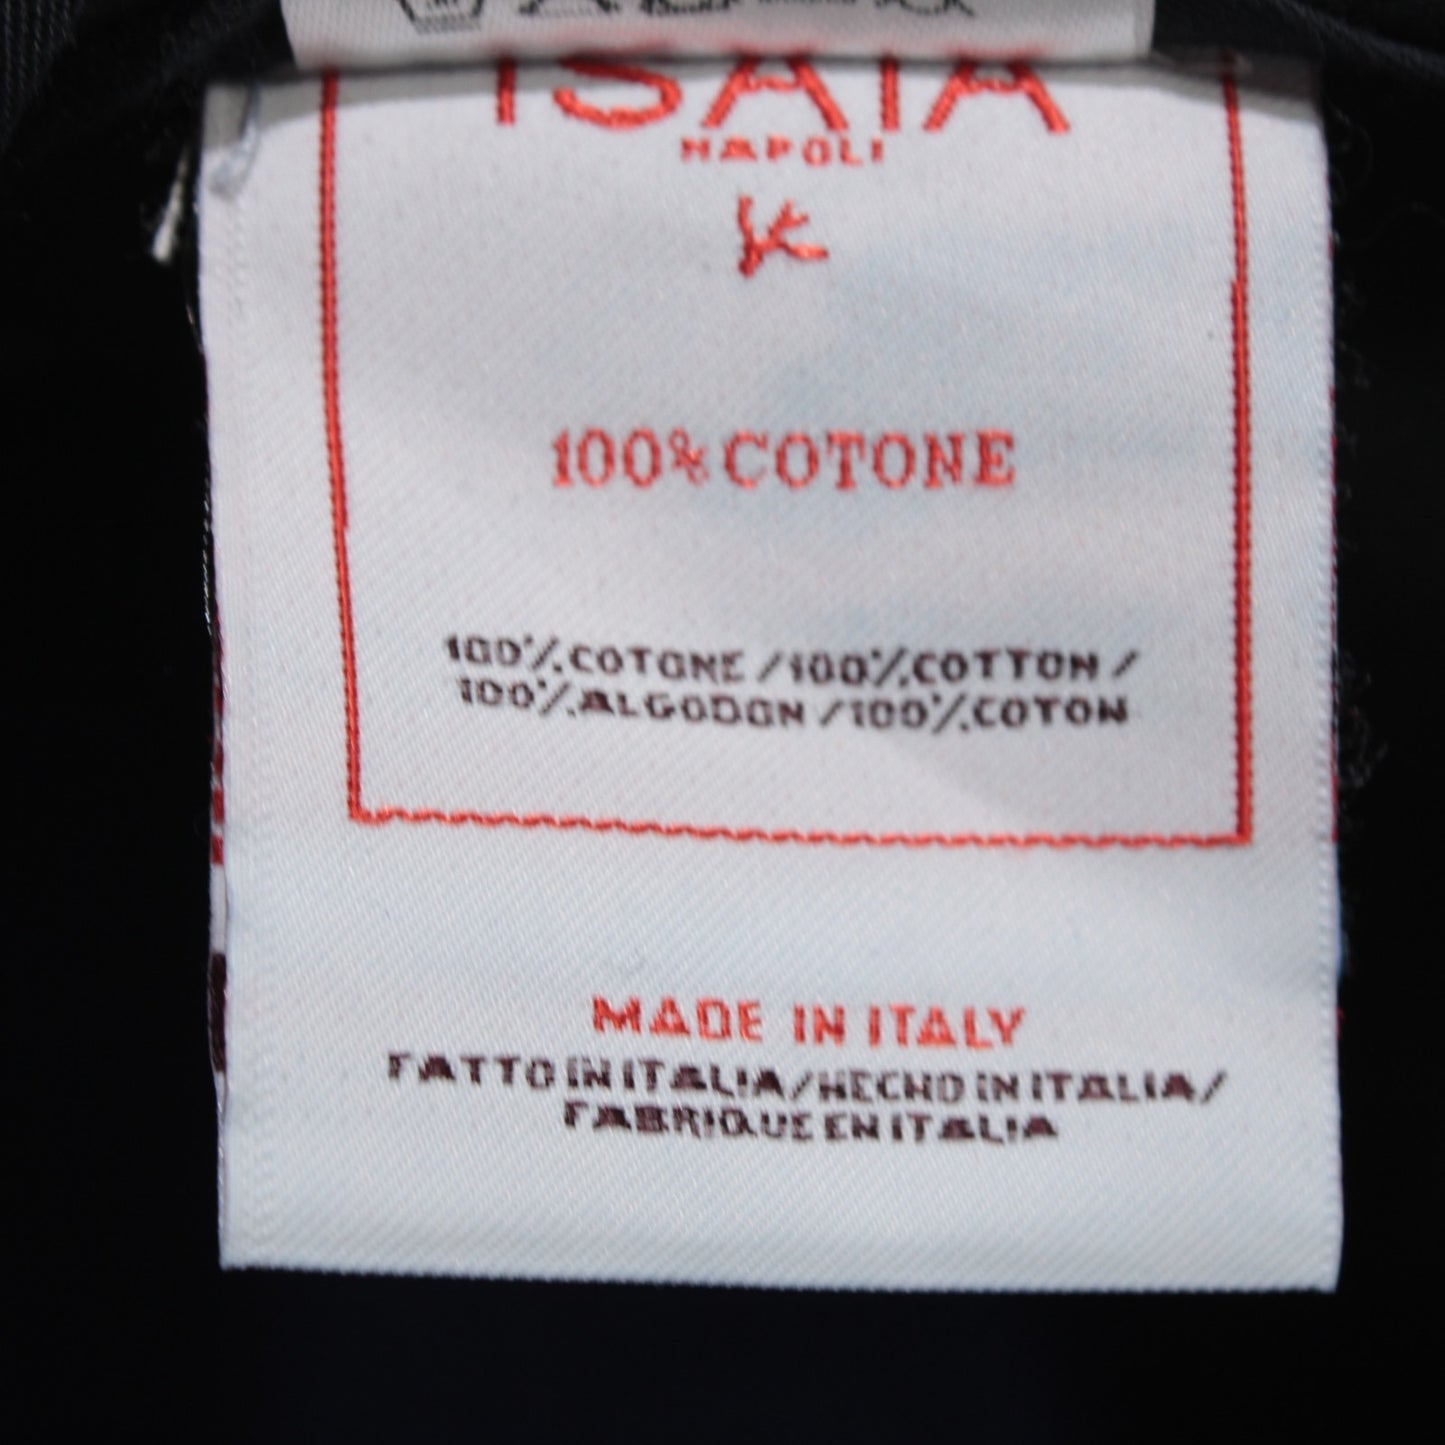 ISAIA
NAPOLI
100% COTONE
100% COTONE / 100% COTTON /
100% ALGODON / 100% COTON
MADE IN ITALY
FATTO IN ITALIA/HECHO IN ITALIA/
FABRIQUE EN ITALIA